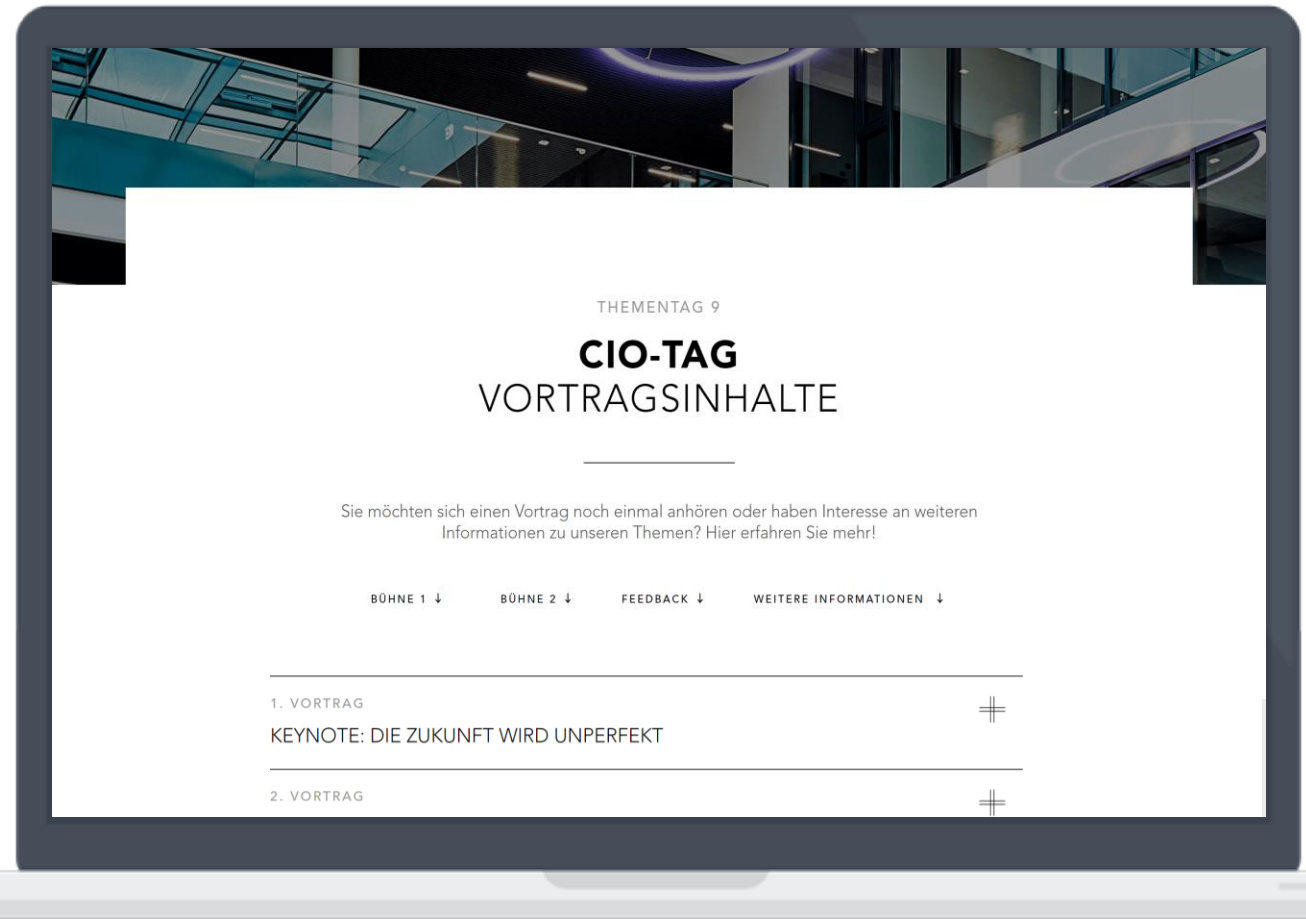 THEMENTAG 9
CIO-TAG
VORTRAGSINHALTE
Sie möchten sich einen Vortrag noch einmal anhören oder haben Interesse an weiteren
Informationen zu unseren Themen? Hier erfahren Sie mehr!
BÜHNE 1 ↓ BÜHNE 2 ↓ FEEDBACK ↓ WEITERE INFORMATIONEN ↓
1. VORTRAG
KEYNOTE: DIE ZUKUNFT WIRD UNPERFEKT
2. VORTRAG